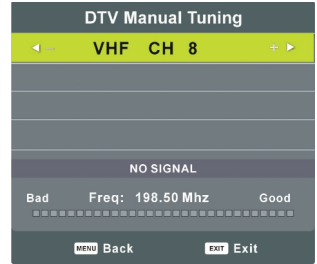 DTV Manual Tuning
− VHF CH 8 +
NO SIGNAL
Bad Freq: 198.50 Mhz Good
MENU Back EXIT Exit